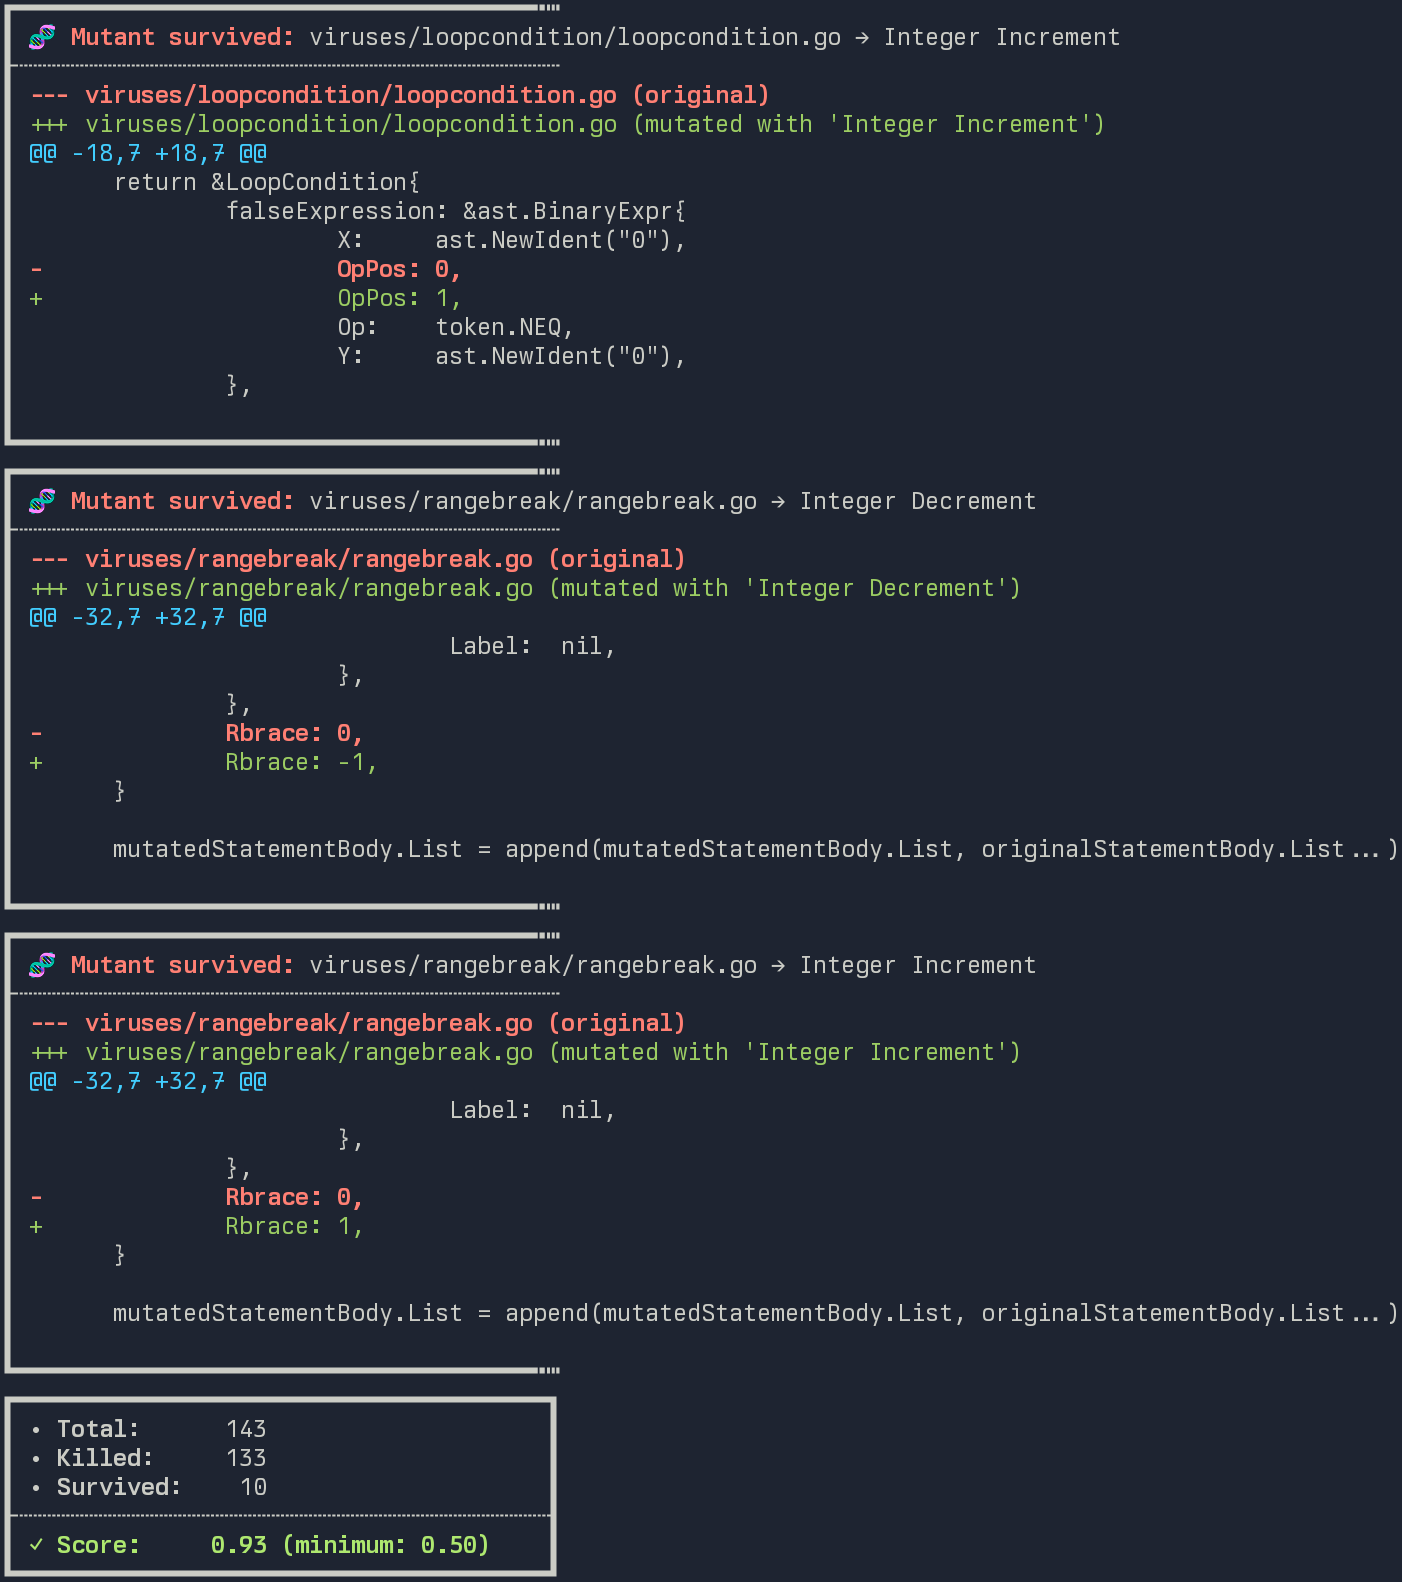 🧬 Mutant survived: viruses/loopcondition/loopcondition.go → Integer Increment
--- viruses/loopcondition/loopcondition.go (original)
+++ viruses/loopcondition/loopcondition.go (mutated with 'Integer Increment')
@@ -18,7 +18,7 @@
      return &LoopCondition{
              falseExpression: &ast.BinaryExpr{
                      X:     ast.NewIdent("0"),
-                     OpPos: 0,
+                     OpPos: 1,
                      Op:    token.NEQ,
                      Y:     ast.NewIdent("0"),
              },
🧬 Mutant survived: viruses/rangebreak/rangebreak.go → Integer Decrement
--- viruses/rangebreak/rangebreak.go (original)
+++ viruses/rangebreak/rangebreak.go (mutated with 'Integer Decrement')
@@ -32,7 +32,7 @@
                              Label:  nil,
                      },
              },
-             Rbrace: 0,
+             Rbrace: -1,
      }
      mutatedStatementBody.List = append(mutatedStatementBody.List, originalStatementBody.List...)
🧬 Mutant survived: viruses/rangebreak/rangebreak.go → Integer Increment
--- viruses/rangebreak/rangebreak.go (original)
+++ viruses/rangebreak/rangebreak.go (mutated with 'Integer Increment')
@@ -32,7 +32,7 @@
                              Label:  nil,
                      },
              },
-             Rbrace: 0,
+             Rbrace: 1,
      }
      mutatedStatementBody.List = append(mutatedStatementBody.List, originalStatementBody.List...)
• Total:      143
• Killed:     133
• Survived:    10
✓ Score:     0.93 (minimum: 0.50)